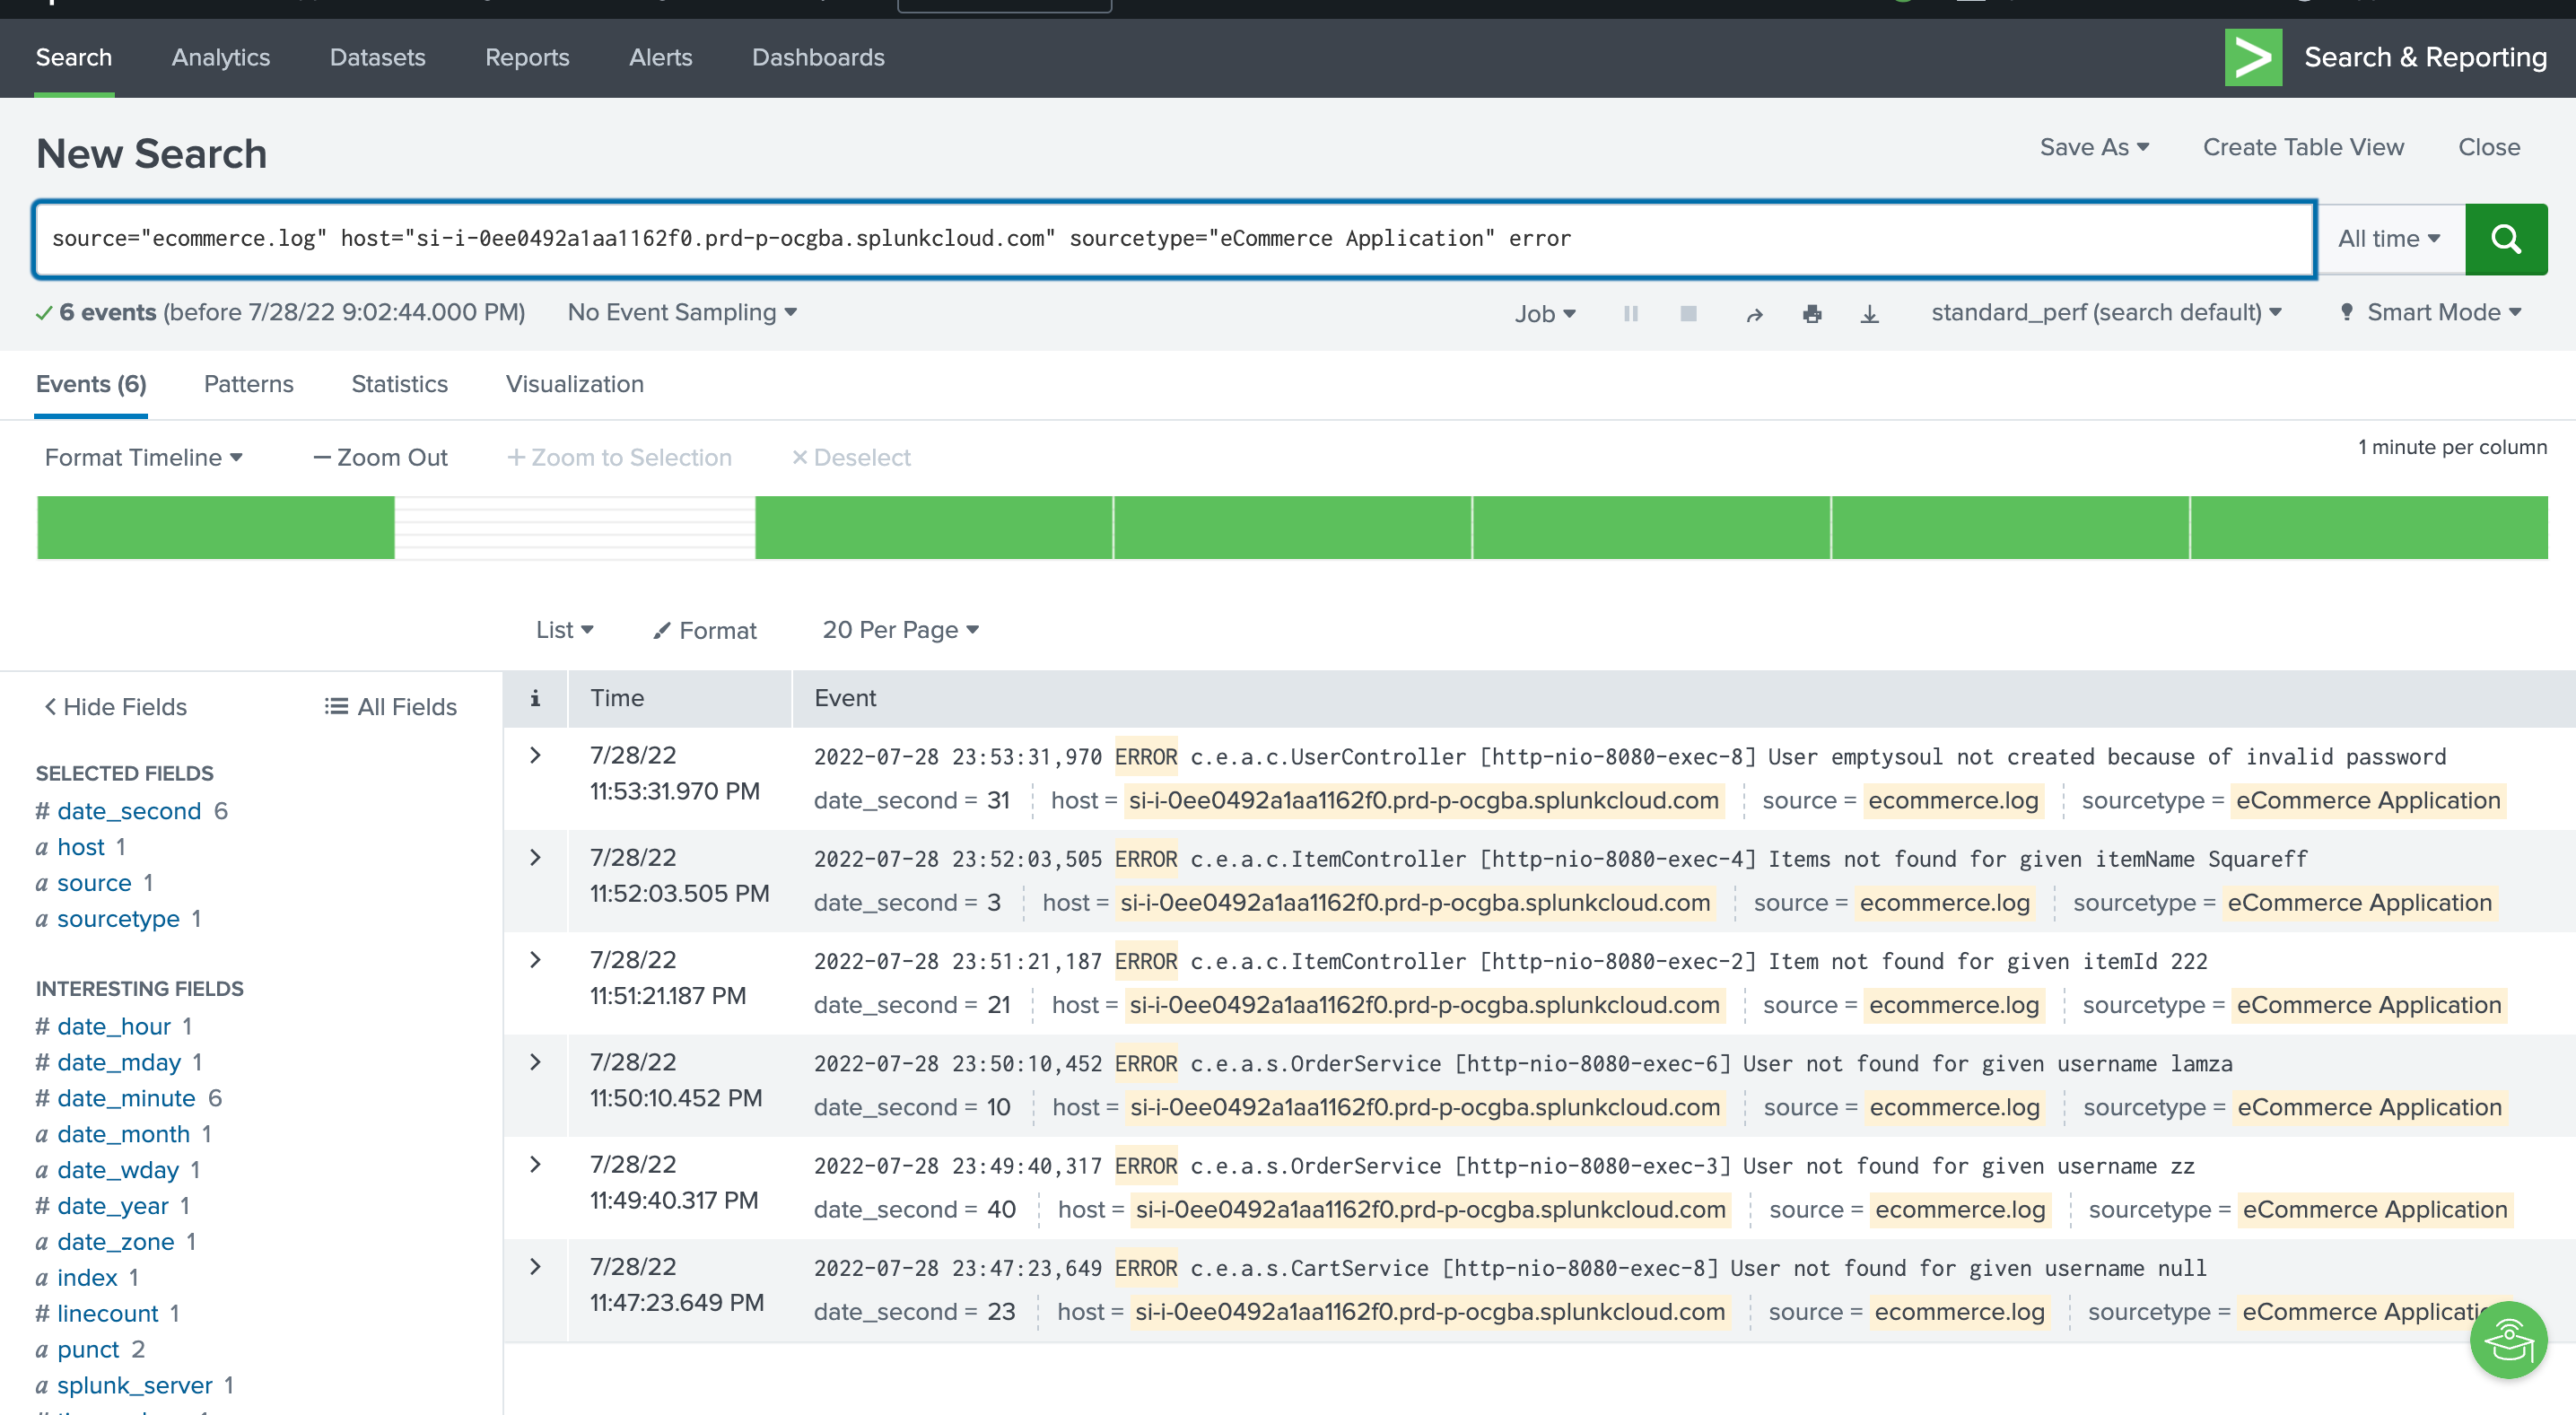 Search Analytics Datasets Reports Alerts Dashboards Search & Reporting
New Search Save As Create Table View Close
source="ecommerce.log" host="si-i-0ee0492a1aa1162f0.prd-p-ocgba.splunkcloud.com" sourcetype="eCommerce Application" error All time
6 events (before 7/28/22 9:02:44.000 PM) No Event Sampling Job standard_perf (search default) Smart Mode
Events (6) Patterns Statistics Visualization
Format Timeline — Zoom Out + Zoom to Selection × Deselect 1 minute per column
List Format 20 Per Page
< Hide Fields All Fields
SELECTED FIELDS
# date_second 6
a host 1
a source 1
a sourcetype 1
INTERESTING FIELDS
# date_hour 1
# date_mday 1
# date_minute 6
a date_month 1
a date_wday 1
# date_year 1
a date_zone 1
a index 1
# linecount 1
a punct 2
a splunk_server 1
i Time Event
7/28/22 11:53:31.970 PM
2022-07-28 23:53:31,970 ERROR c.e.a.c.UserController [http-nio-8080-exec-8] User emptysoul not created because of invalid password
date_second = 31 host = si-i-0ee0492a1aa1162f0.prd-p-ocgba.splunkcloud.com source = ecommerce.log sourcetype = eCommerce Application
7/28/22 11:52:03.505 PM
2022-07-28 23:52:03,505 ERROR c.e.a.c.ItemController [http-nio-8080-exec-4] Items not found for given itemName Squareff
date_second = 3 host = si-i-0ee0492a1aa1162f0.prd-p-ocgba.splunkcloud.com source = ecommerce.log sourcetype = eCommerce Application
7/28/22 11:51:21.187 PM
2022-07-28 23:51:21,187 ERROR c.e.a.c.ItemController [http-nio-8080-exec-2] Item not found for given itemId 222
date_second = 21 host = si-i-0ee0492a1aa1162f0.prd-p-ocgba.splunkcloud.com source = ecommerce.log sourcetype = eCommerce Application
7/28/22 11:50:10.452 PM
2022-07-28 23:50:10,452 ERROR c.e.a.s.OrderService [http-nio-8080-exec-6] User not found for given username lamza
date_second = 10 host = si-i-0ee0492a1aa1162f0.prd-p-ocgba.splunkcloud.com source = ecommerce.log sourcetype = eCommerce Application
7/28/22 11:49:40.317 PM
2022-07-28 23:49:40,317 ERROR c.e.a.s.OrderService [http-nio-8080-exec-3] User not found for given username zz
date_second = 40 host = si-i-0ee0492a1aa1162f0.prd-p-ocgba.splunkcloud.com source = ecommerce.log sourcetype = eCommerce Application
7/28/22 11:47:23.649 PM
2022-07-28 23:47:23,649 ERROR c.e.a.s.CartService [http-nio-8080-exec-8] User not found for given username null
date_second = 23 host = si-i-0ee0492a1aa1162f0.prd-p-ocgba.splunkcloud.com source = ecommerce.log sourcetype = eCommerce